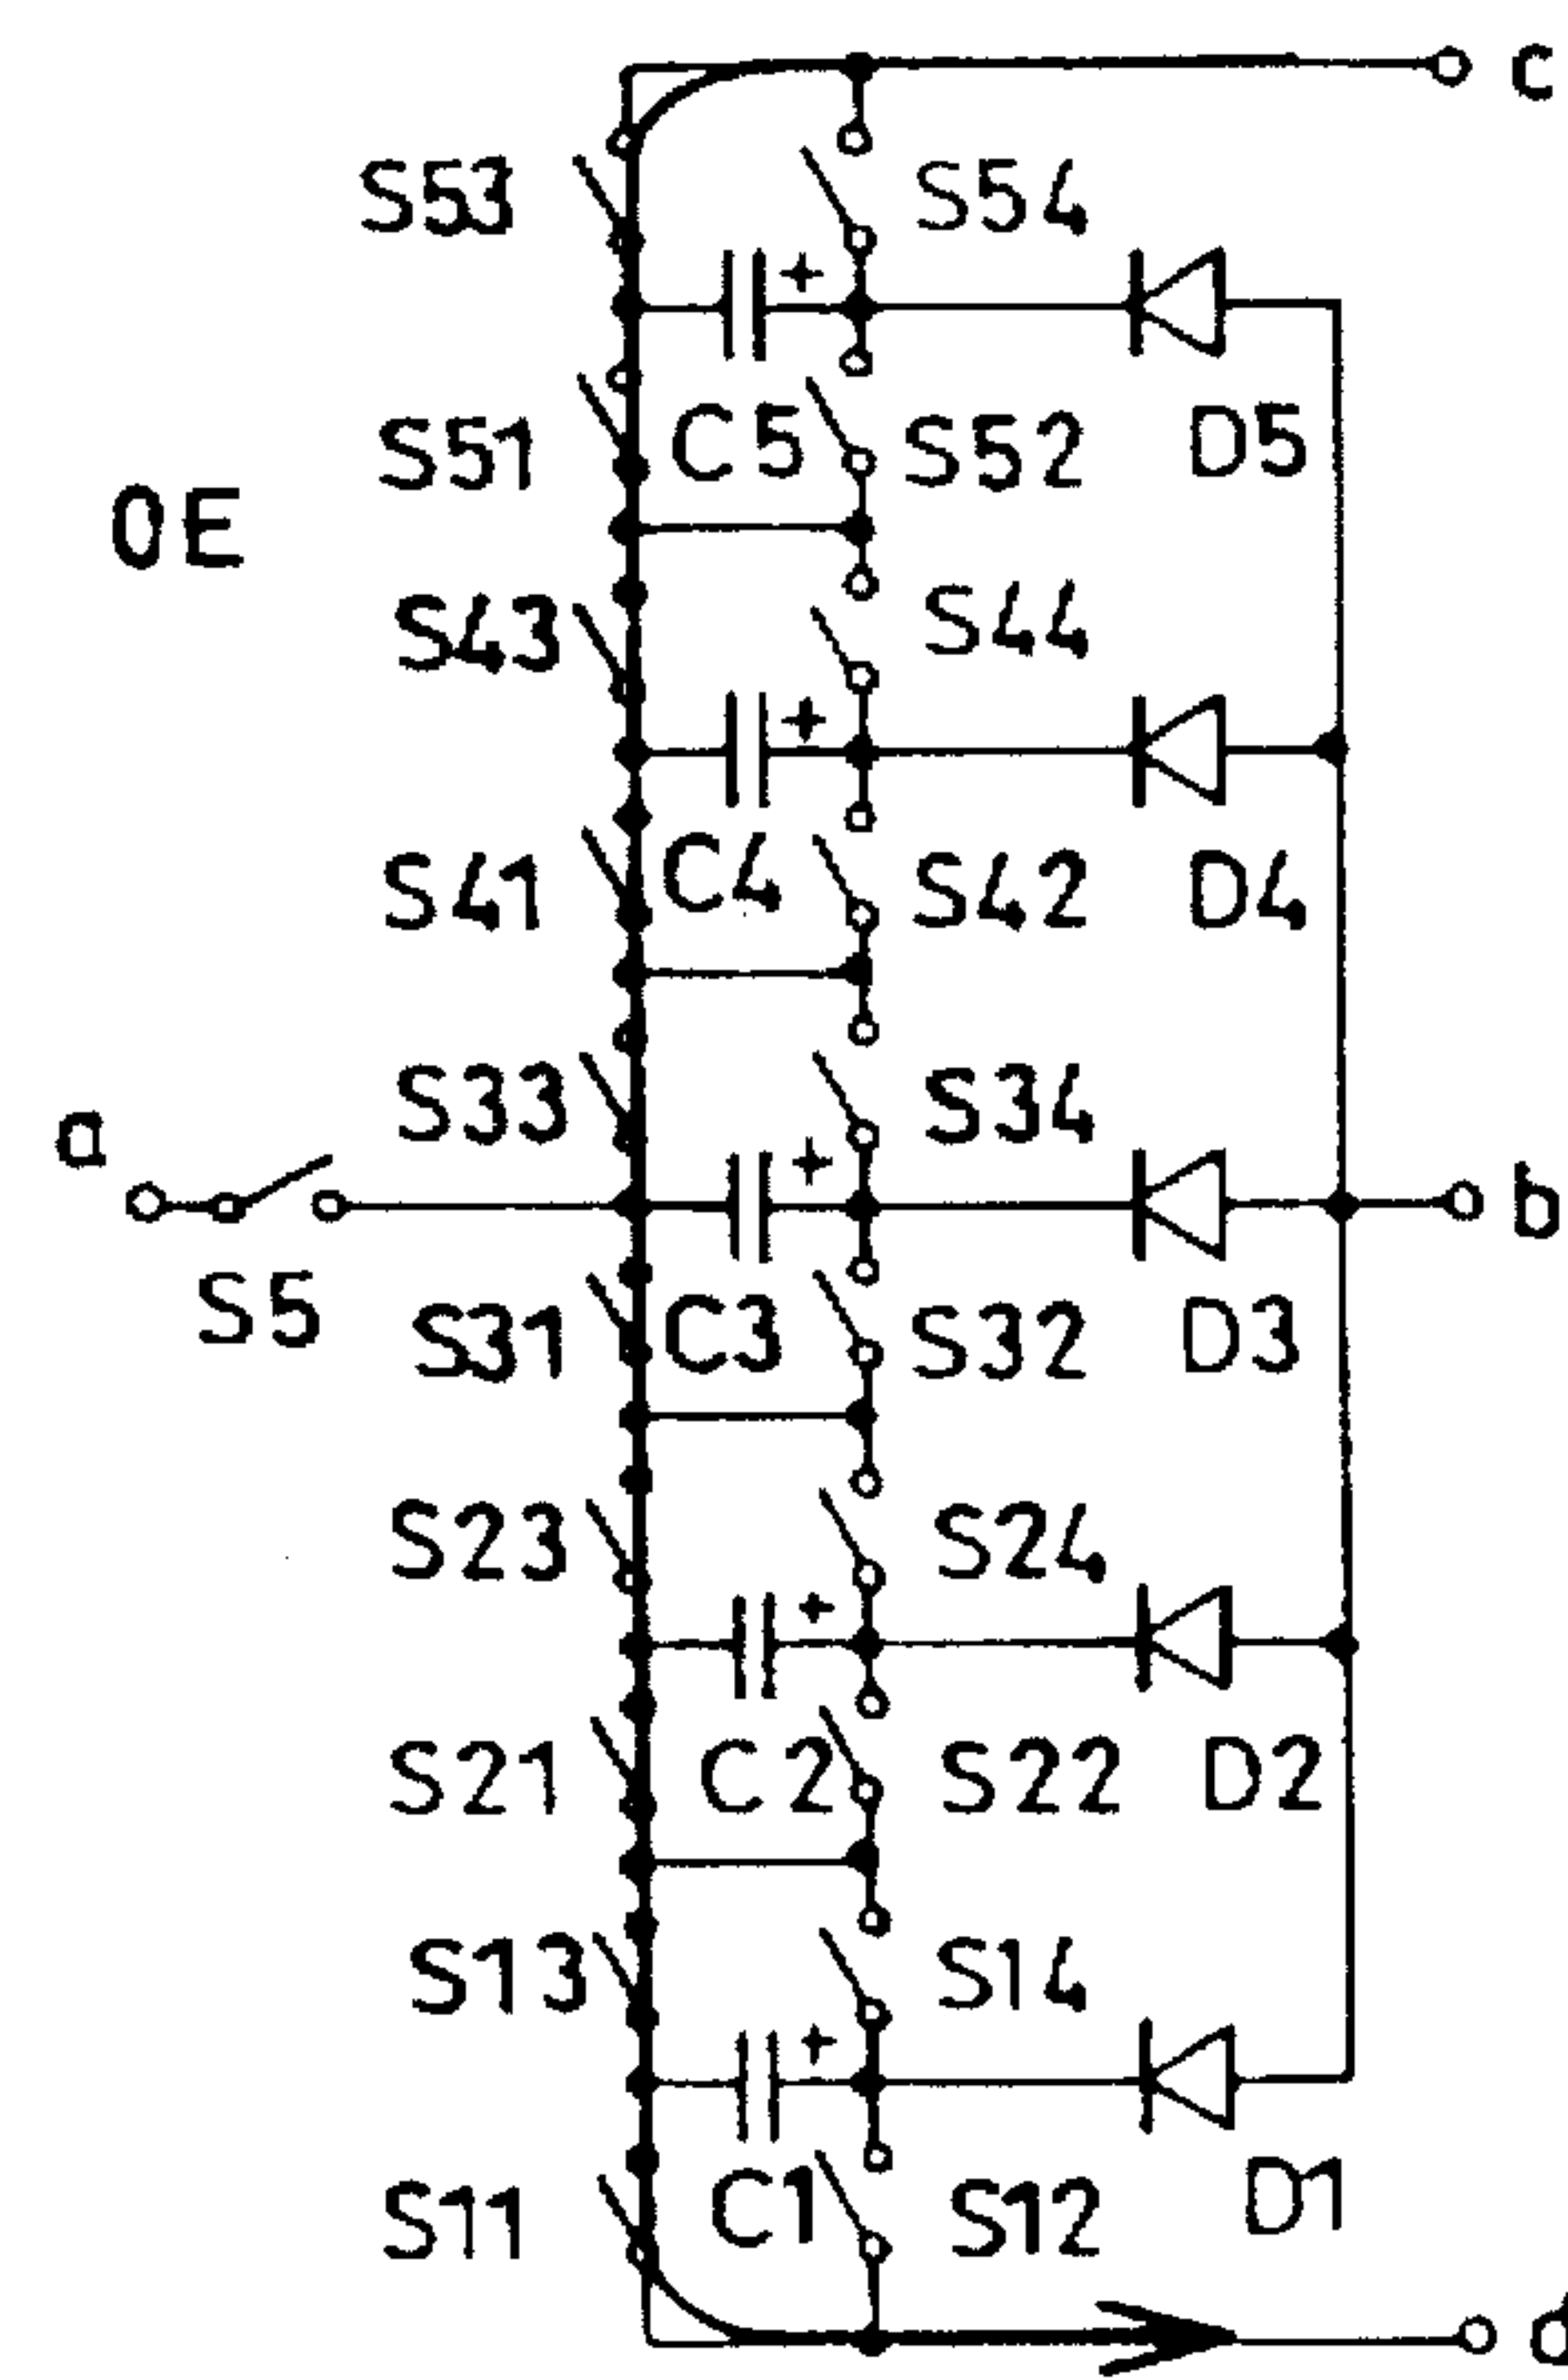 c
S53 S54
+
S51 C5 S52 D5
OE
S43 S44
+
S41 C4 S42 D4
S33 S34
a
+
b
S5
S31 C3 S32 D3
S23 S24
+
S21 C2 S22 D2
S13 S14
+
S11 C1 S12 D1